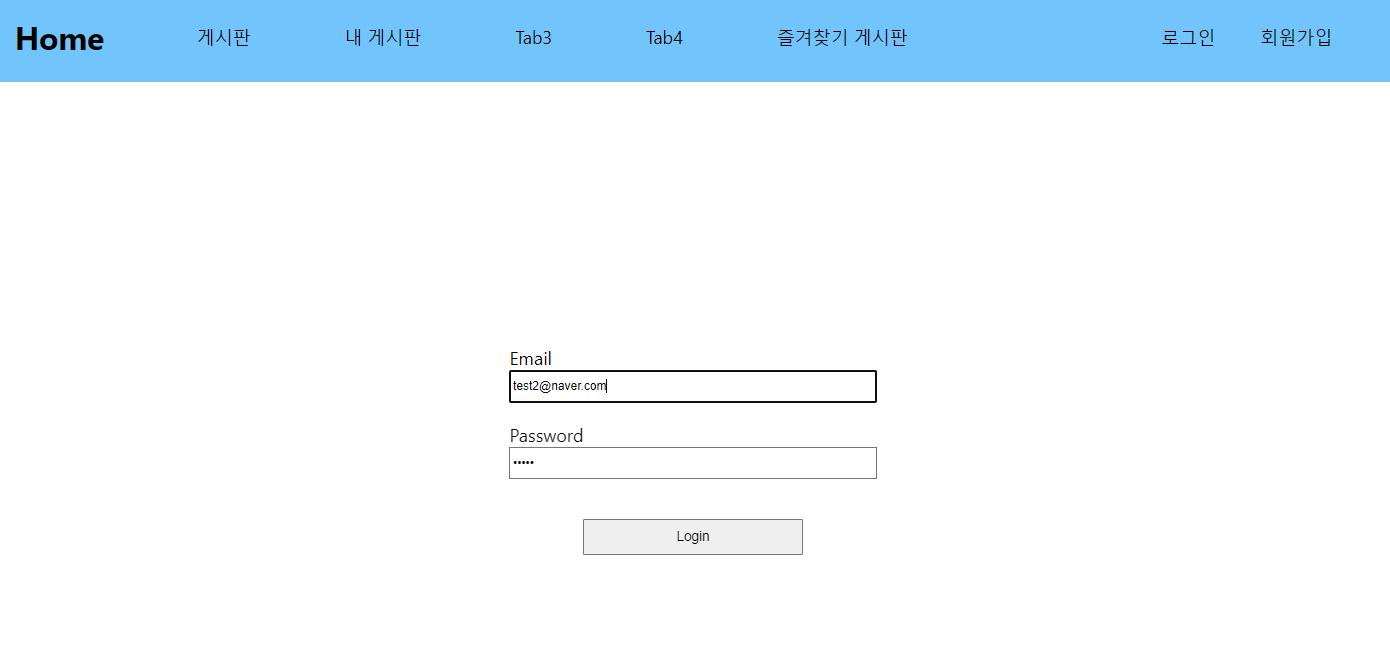 Home 게시판 내 게시판 Tab3 Tab4 즐겨찾기 게시판 로그인 회원가입
Email
test2@naver.com
Password
•••••
Login